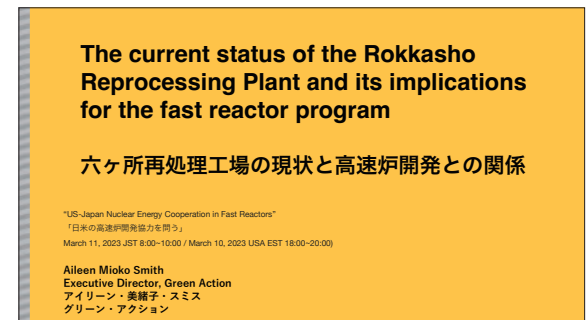 The current status of the Rokkasho
Reprocessing Plant and its implications
for the fast reactor program
六ヶ所再処理工場の現状と高速炉開発との関係
“US-Japan Nuclear Energy Cooperation in Fast Reactors”
「日米の高速炉開発協力を問う」
March 11, 2023 JST 8:00~10:00 / March 10, 2023 USA EST 18:00~20:00)
Aileen Mioko Smith
Executive Director, Green Action
アイリーン・美緒子・スミス
グリーン・アクション